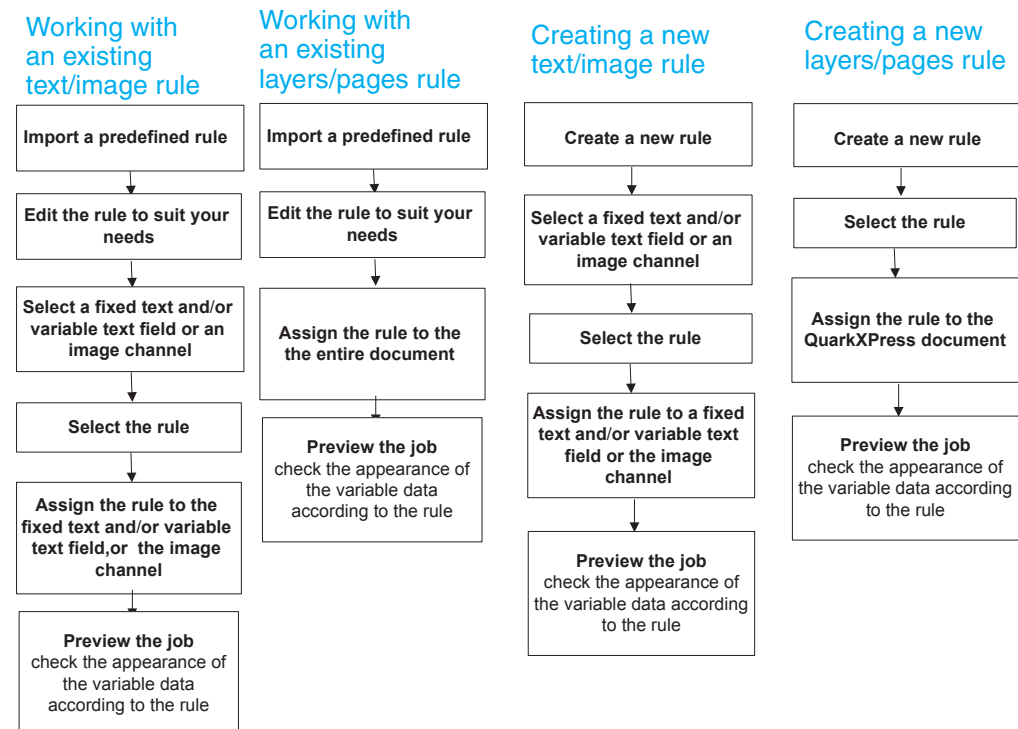 Working with
an existing
text/image rule
Import a predefined rule
Edit the rule to suit your
needs
Select a fixed text and/or
variable text field or an
image channel
Select the rule
Assign the rule to the
fixed text and/or variable
text field,or the image
channel
Preview the job
check the appearance of
the variable data
according to the rule
Working with
an existing
layers/pages rule
Import a predefined rule
Edit the rule to suit your
needs
Assign the rule to the
the entire document
Preview the job
check the appearance of
the variable data
according to the rule
Creating a new
text/image rule
Create a new rule
Select a fixed text and/or
variable text field or an
image channel
Select the rule
Assign the rule to a fixed
text and/or variable text
field or the image
channel
Preview the job
check the appearance of
the variable data according
to the rule
Creating a new
layers/pages rule
Create a new rule
Select the rule
Assign the rule to the
QuarkXPress document
Preview the job
check the appearance of
the variable data according
to the rule